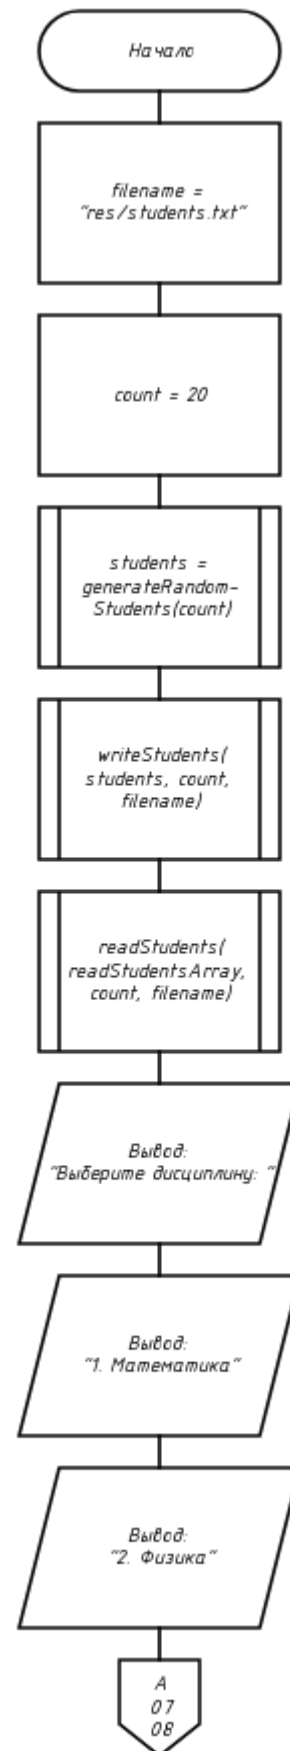 Начало
filename =
"res/students.txt"
count = 20
students =
generateRandom-
Students(count)
writeStudents(
students, count,
filename)
readStudents(
readStudentsArray,
count, filename)
Вывод:
"Выберите дисциплину: "
Вывод:
"1. Математика"
Вывод:
"2. Физика"
А
07
08